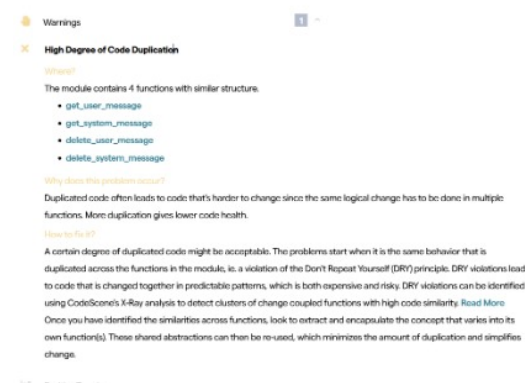 Warnings 1
High Degree of Code Duplication
Where?
The module contains 4 functions with similar structure.
• get_user_message
• get_system_message
• delete_user_message
• delete_system_message
Why does this problem occur?
Duplicated code often leads to code that's harder to change since the same logical change has to be done in multiple
functions. More duplication gives lower code health.
How to fix it?
A certain degree of duplicated code might be acceptable. The problems start when it is the same behavior that is
duplicated across the functions in the module, ie. a violation of the Don't Repeat Yourself (DRY) principle. DRY violations lead
to code that is changed together in predictable patterns, which is both expensive and risky. DRY violations can be identified
using CodeScene's X-Ray analysis to detect clusters of change coupled functions with high code similarity. Read More
Once you have identified the similarities across functions, look to extract and encapsulate the concept that varies into its
own function(s). These shared abstractions can then be re-used, which minimizes the amount of duplication and simplifies
change.